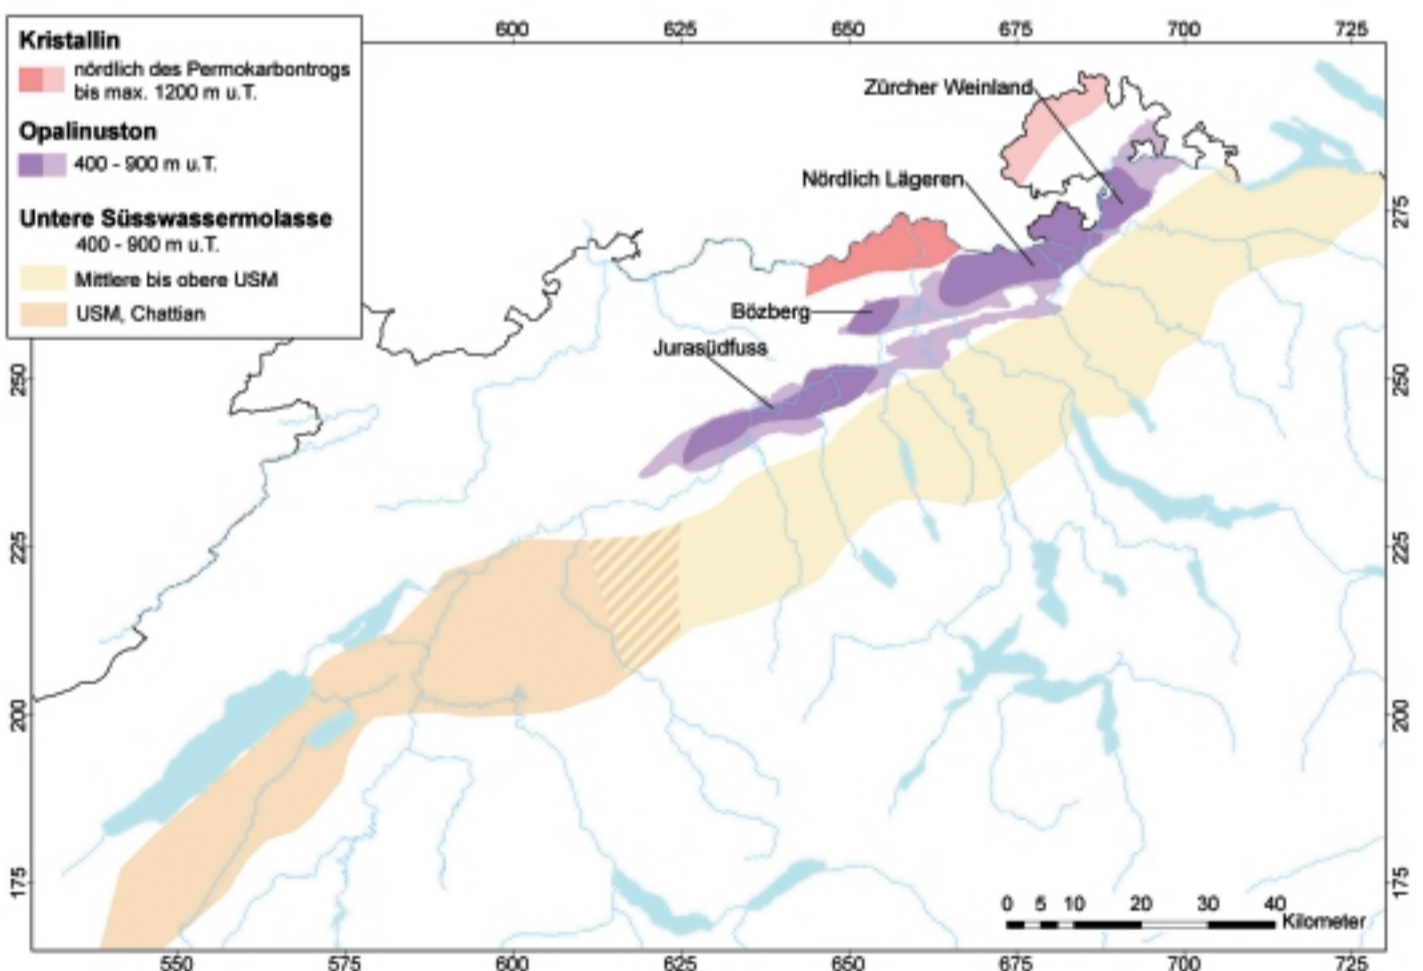 Kristallin
nördlich des Permokarbontrogs
bis max. 1200 m u.T.
Opalinuston
400 - 900 m u.T.
Untere Süsswassermolasse
400 - 900 m u.T.
Mittlere bis obere USM
USM, Chattian
600 625 650 675 700 725
Zürcher Weinland
Nördlich Lägeren
Bözberg
Jurasüdfuss
275
250 250
225 225
200 200
175 175
0 5 10 20 30 40
Kilometer
550 575 600 625 650 675 700 725